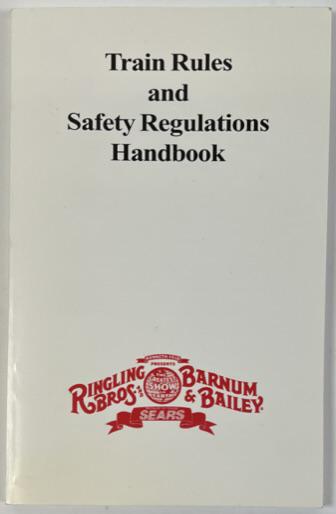 Train Rules
and
Safety Regulations
Handbook
KENNETH FELD
PRESENTS
RINGLING BROS. AND
THE GREATEST SHOW ON EARTH
BARNUM & BAILEY
SEARS